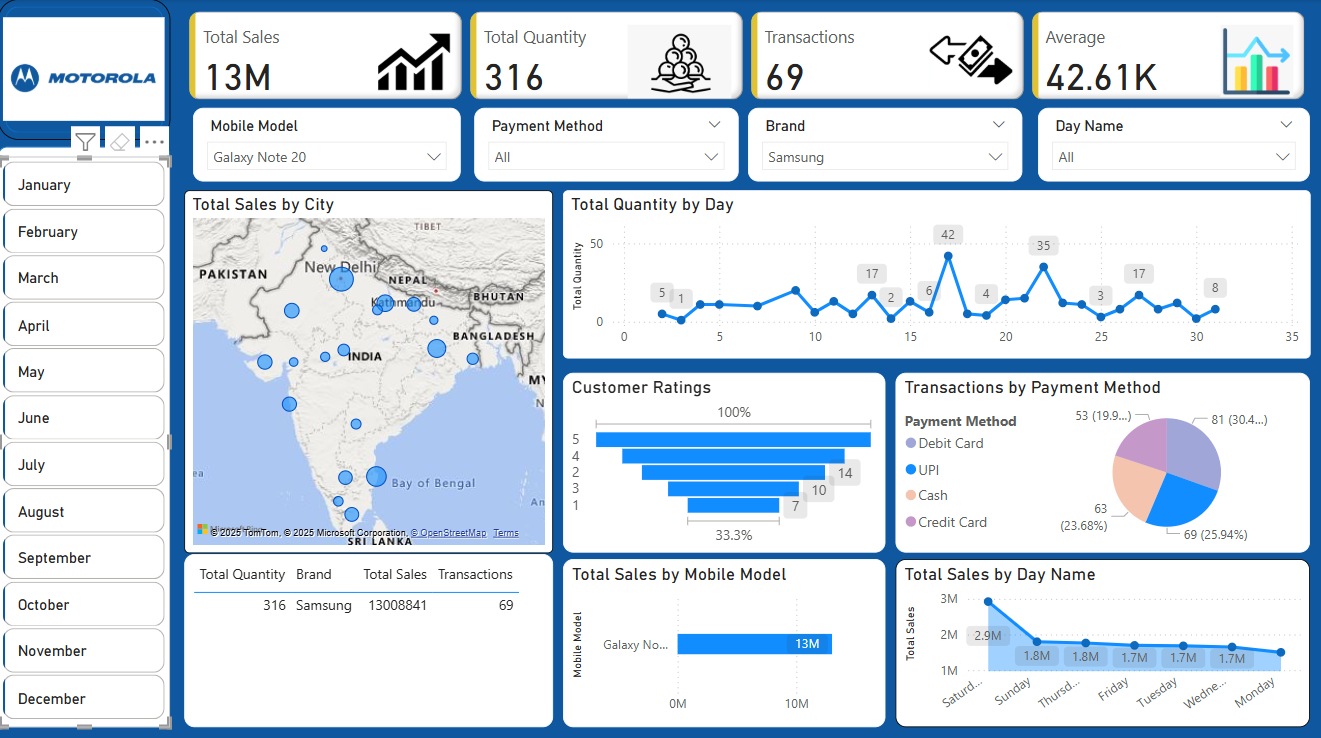 MOTOROLA
Total Sales
13M
Total Quantity
316
Transactions
69
Average
42.61K
Mobile Model
Galaxy Note 20
Payment Method
All
Brand
Samsung
Day Name
All
January
February
March
April
May
June
July
August
September
October
November
December
Total Sales by City
TIBET
PAKISTAN
New Delhi
NEPAL
Kathmandu
BHUTAN
BANGLADESH
INDIA
MY
N
ea
Bay of Bengal
An
© 2025 TomTom, © 2025 Microsoft Corporation, © OpenStreetMap Terms
SRI LANKA
Total Quantity by Day
Total Quantity
50
0
5 1 17 2 6 42 4 35 3 17 8
0 5 10 15 20 25 30 35
Customer Ratings
100%
5
4
2 14
3 10
1 7
33.3%
Transactions by Payment Method
Payment Method
Debit Card
UPI
Cash
Credit Card
53 (19.9...)
81 (30.4...)
63
(23.68%)
69 (25.94%)
Total Quantity Brand Total Sales Transactions
316 Samsung 13008841 69
Total Sales by Mobile Model
Mobile Model
Galaxy No...
13M
0M 10M
Total Sales by Day Name
Total Sales
3M
2M
1M
2.9M 1.8M 1.8M 1.7M 1.7M 1.7M
Saturd... Sunday Thursd... Friday Tuesday Wedne... Monday